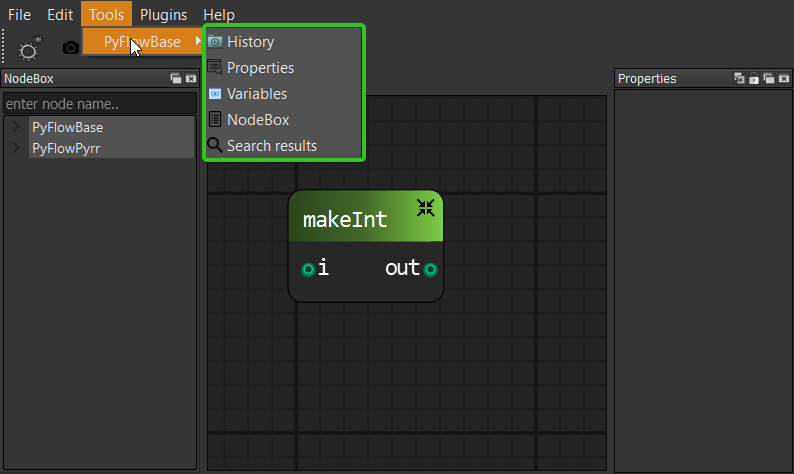 File Edit Tools Plugins Help
PyFlowBase
History
Properties
Variables
NodeBox
Search results
NodeBox
enter node name..
PyFlowBase
PyFlowPyrr
makeInt
i out
Properties